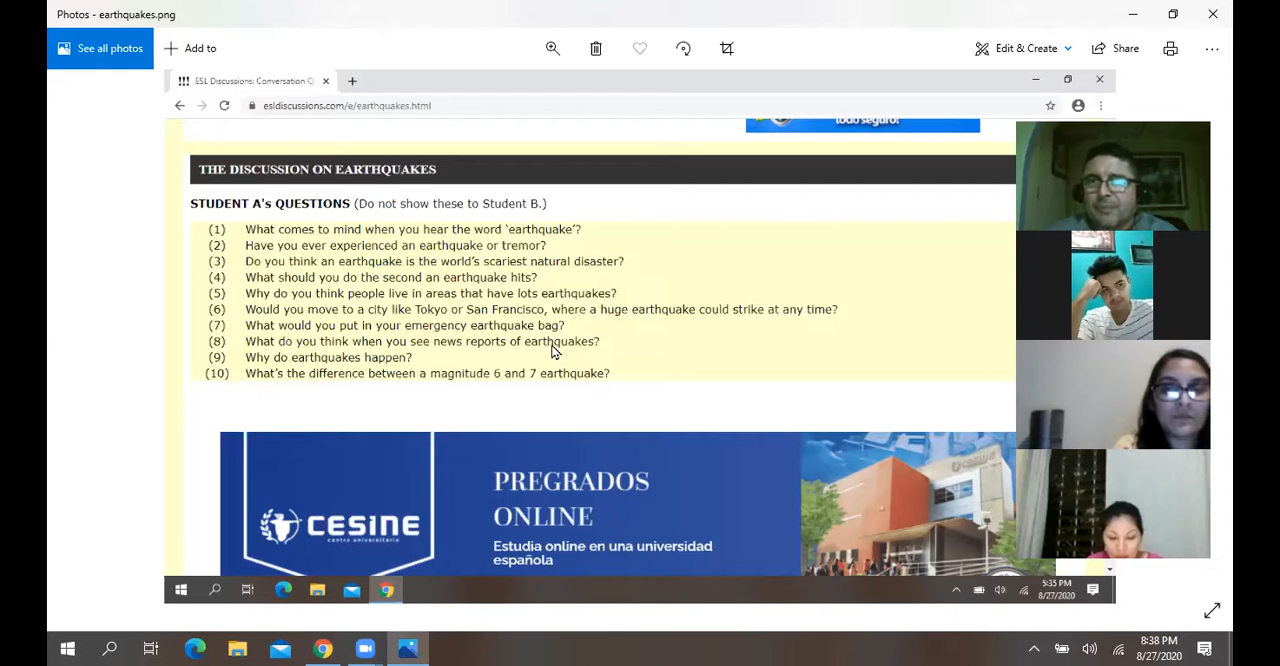 Photos - earthquakes.png
See all photos
Add to
Edit & Create
Share
ESL Discussions: Conversation Q
esldiscussions.com/e/earthquakes.html
todo seguro!
THE DISCUSSION ON EARTHQUAKES
STUDENT A's QUESTIONS (Do not show these to Student B.)
(1) What comes to mind when you hear the word ‘earthquake’?
(2) Have you ever experienced an earthquake or tremor?
(3) Do you think an earthquake is the world’s scariest natural disaster?
(4) What should you do the second an earthquake hits?
(5) Why do you think people live in areas that have lots earthquakes?
(6) Would you move to a city like Tokyo or San Francisco, where a huge earthquake could strike at any time?
(7) What would you put in your emergency earthquake bag?
(8) What do you think when you see news reports of earthquakes?
(9) Why do earthquakes happen?
(10) What’s the difference between a magnitude 6 and 7 earthquake?
CESINE
centro universitario
PREGRADOS
ONLINE
Estudia online en una universidad
española
5:35 PM
8/27/2020
8:38 PM
8/27/2020